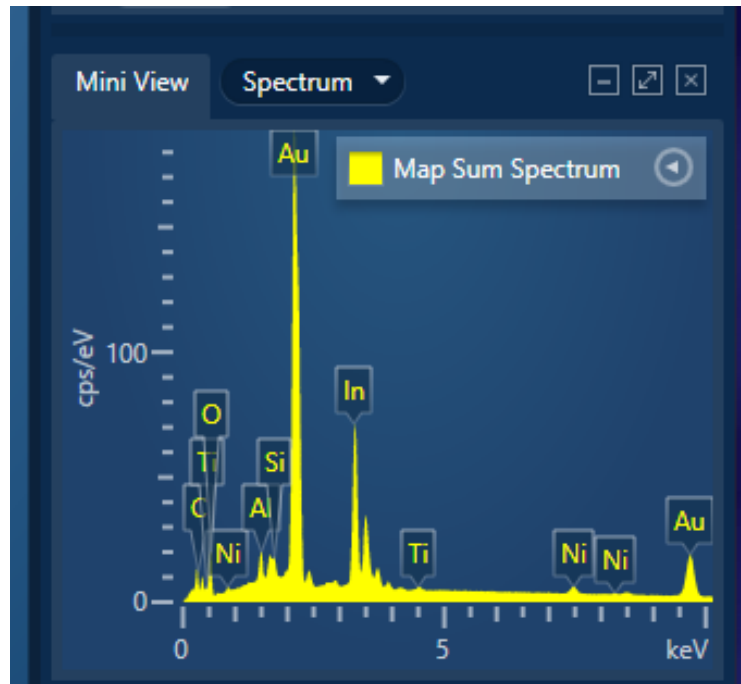 Mini View
Spectrum
Au
Map Sum Spectrum
cps/eV
100
In
O
Ti
Si
C
Al
Au
Ni
Ti
Ni
Ni
0
0
5
keV